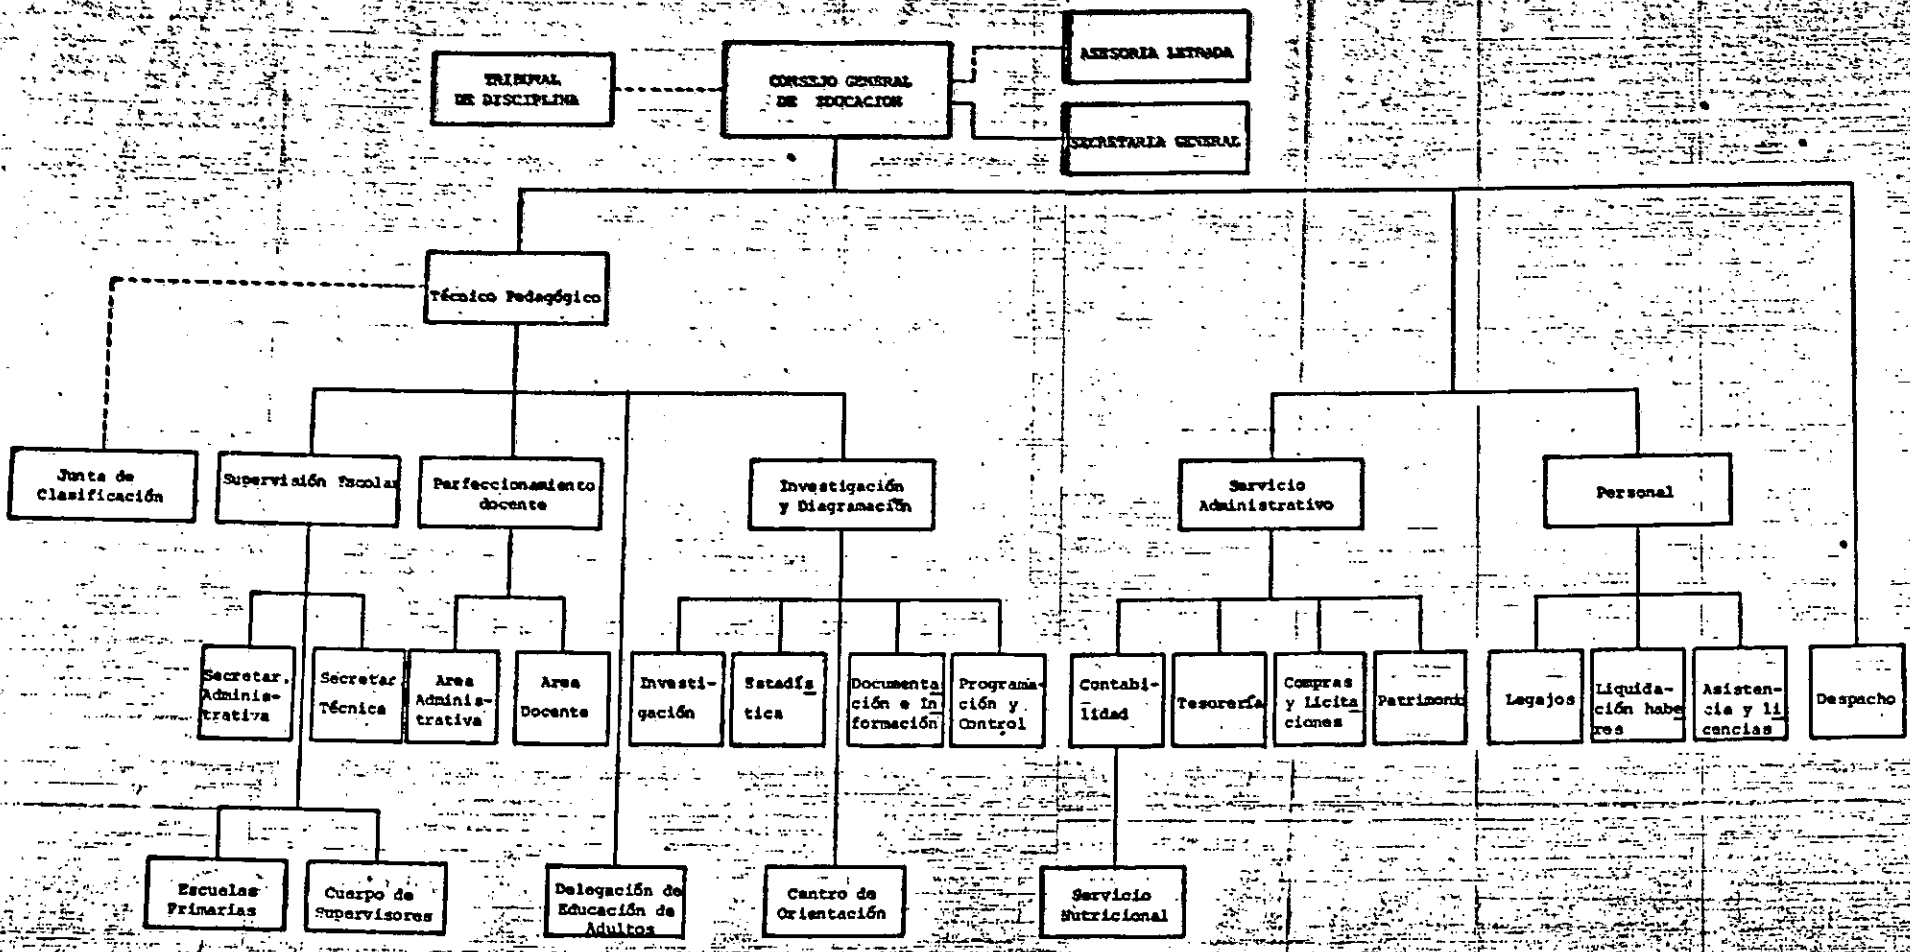 ASESORIA LETRADA
TRIBUNAL
DE DISCIPLINA
CONSEJO GENERAL
DE EDUCACION
SECRETARIA GENERAL
Técnico Pedagógico
Junta de
Clasificación
Supervisión Escolar
Perfeccionamiento
docente
Investigación
y Diagramación
Servicio
Administrativo
Personal
Secretar.
Adminis-
trativa
Secretar
Técnica
Area
Adminis-
trativa
Area
Docente
Investi-
gación
Estadís
tica
Documenta
ción e In
formación
Programa-
ción y
Control
Contabi-
lidad
Tesorería
Compras
y Licita
ciones
Patrimonio
Legajos
Liquida-
ción habe
res
Asisten-
cia y li
cencias
Despacho
Escuelas
Primarias
Cuerpo de
Supervisores
Delegación de
Educación de
Adultos
Centro de
Orientación
Servicio
Nutricional